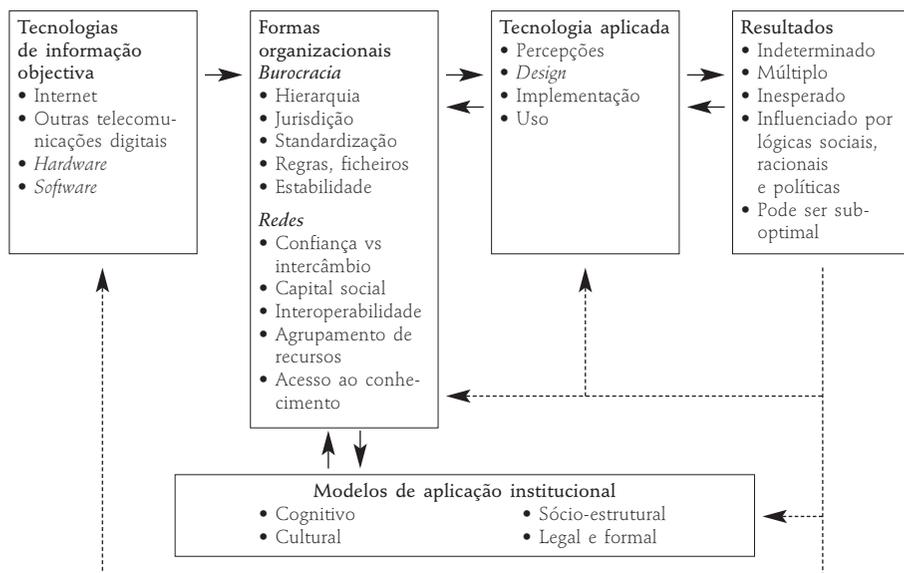 Tecnologias
de informação
objectiva
• Internet
• Outras telecomu-
nicações digitais
• Hardware
• Software
Formas
organizacionais
Burocracia
• Hierarquia
• Jurisdição
• Standardização
• Regras, ficheiros
• Estabilidade
Redes
• Confiança vs
intercâmbio
• Capital social
• Interoperabilidade
• Agrupamento de
recursos
• Acesso ao conhe-
cimento
Tecnologia aplicada
• Percepções
• Design
• Implementação
• Uso
Resultados
• Indeterminado
• Múltiplo
• Inesperado
• Influenciado por
lógicas sociais,
racionais
e políticas
• Pode ser sub-
optimal
Modelos de aplicação institucional
• Cognitivo
• Cultural
• Sócio-estrutural
• Legal e formal